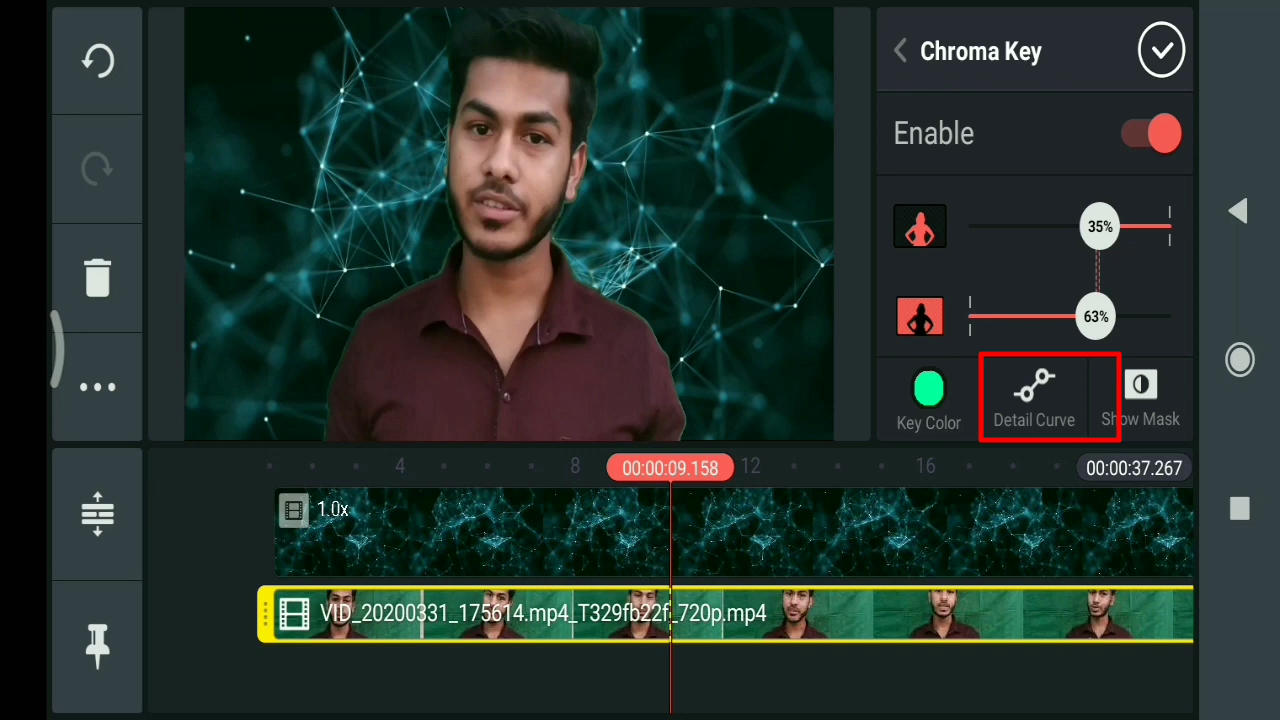 Chroma Key
Enable
35%
63%
Key Color
Detail Curve
Show Mask
4
8
00:00:09.158
12
16
00:00:37.267
1.0x
VID_20200331_175614.mp4_T329fb22f_720p.mp4